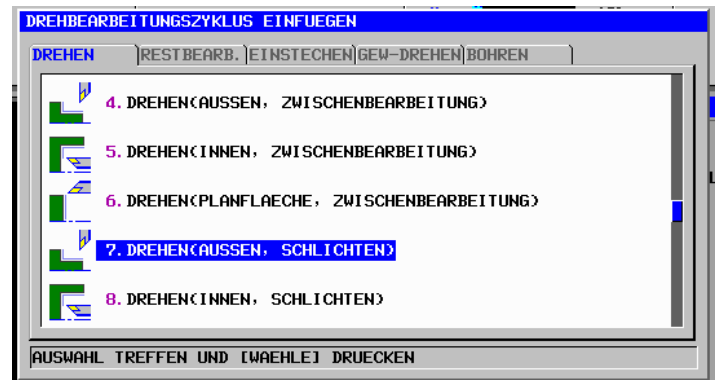 DREHBEARBEITUNGSZYKLUS EINFUEGEN
DREHEN RESTBEARB. EINSTECHEN GEW-DREHEN BOHREN
4. DREHEN(AUSSEN, ZWISCHENBEARBEITUNG)
5. DREHEN(INNEN, ZWISCHENBEARBEITUNG)
6. DREHEN(PLANFLAECHE, ZWISCHENBEARBEITUNG)
7. DREHEN(AUSSEN, SCHLICHTEN)
8. DREHEN(INNEN, SCHLICHTEN)
AUSWAHL TREFFEN UND [WAEHLE] DRUECKEN